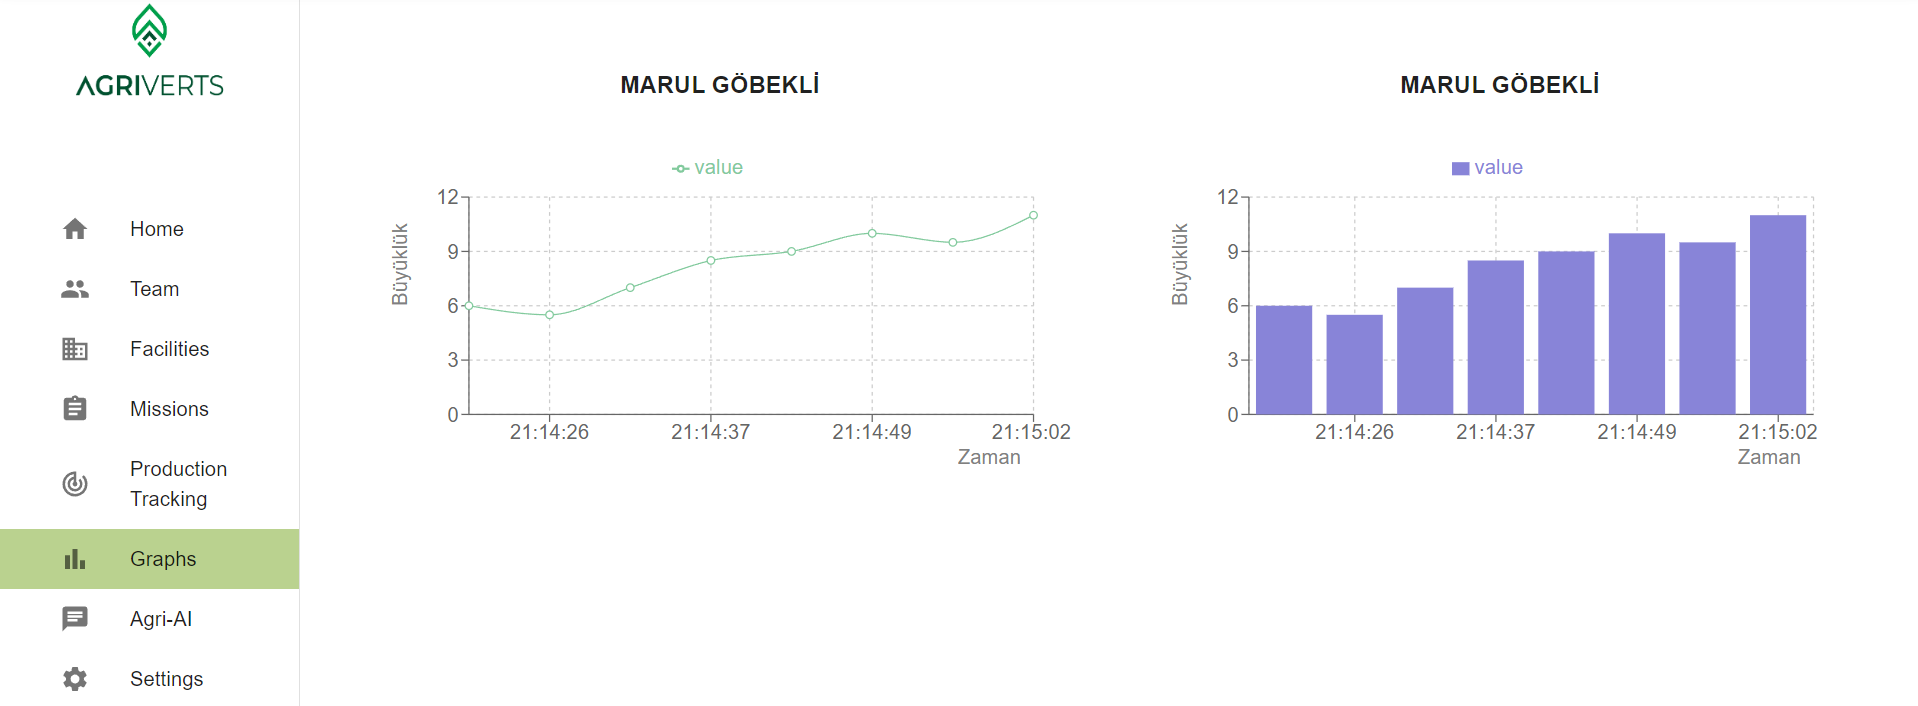 AGRIVERTS
Home
Team
Facilities
Missions
Production
Tracking
Graphs
Agri-AI
Settings
MARUL GÖBEKLİ
value
Büyüklük
12
9
6
3
0
21:14:26 21:14:37 21:14:49 21:15:02
Zaman
MARUL GÖBEKLİ
value
Büyüklük
12
9
6
3
0
21:14:26 21:14:37 21:14:49 21:15:02
Zaman